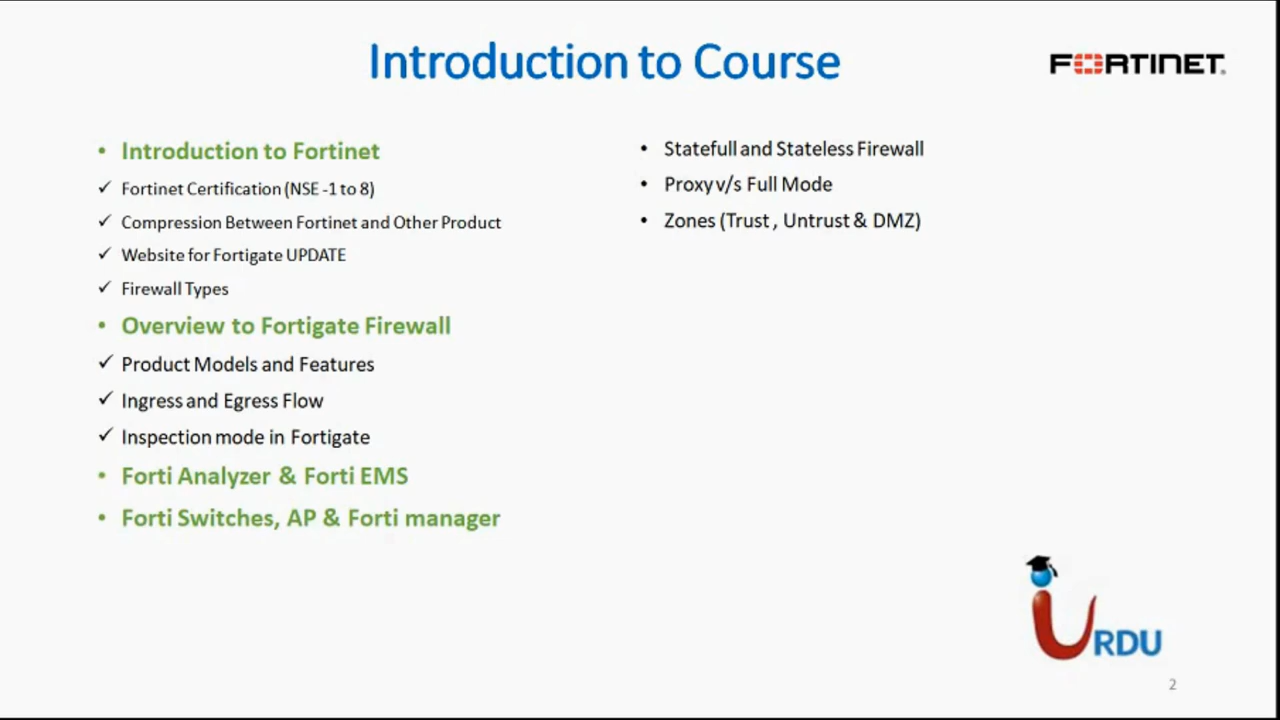 Introduction to Course
FORTINET
• Introduction to Fortinet
✓ Fortinet Certification (NSE -1 to 8)
✓ Compression Between Fortinet and Other Product
✓ Website for Fortigate UPDATE
✓ Firewall Types
• Overview to Fortigate Firewall
✓ Product Models and Features
✓ Ingress and Egress Flow
✓ Inspection mode in Fortigate
• Forti Analyzer & Forti EMS
• Forti Switches, AP & Forti manager
• Statefull and Stateless Firewall
• Proxy v/s Full Mode
• Zones (Trust , Untrust & DMZ)
iURDU
2